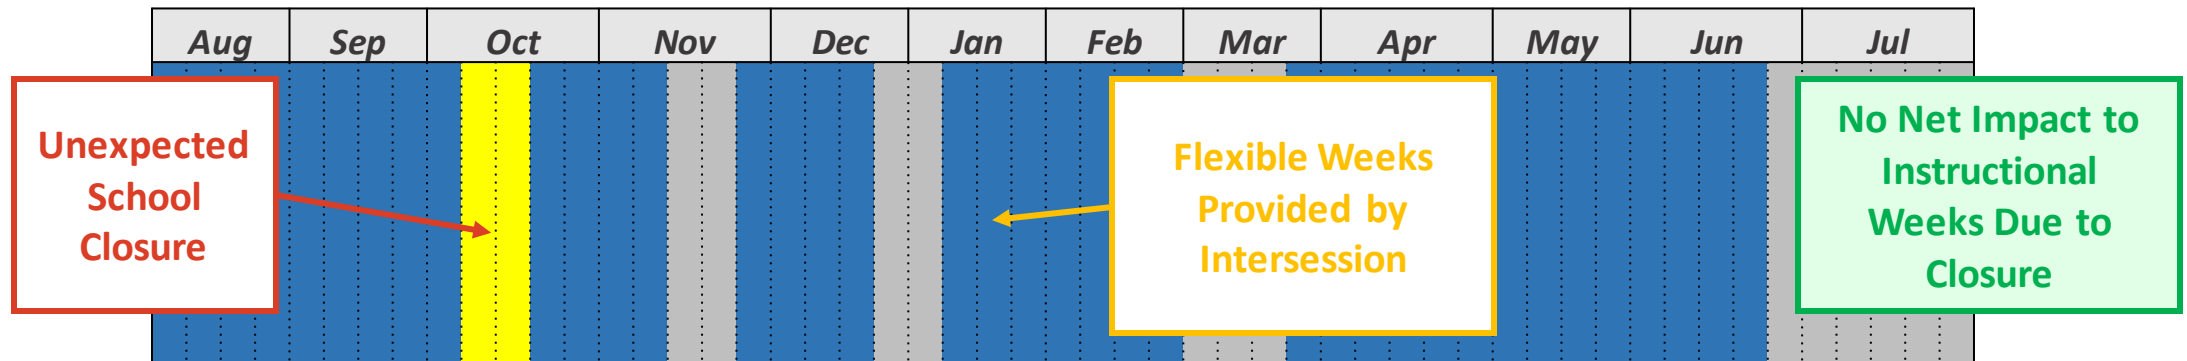 Aug Sep Oct Nov Dec Jan Feb Mar Apr May Jun Jul
Unexpected
School
Closure
Flexible Weeks
Provided by
Intersession
No Net Impact to
Instructional
Weeks Due to
Closure